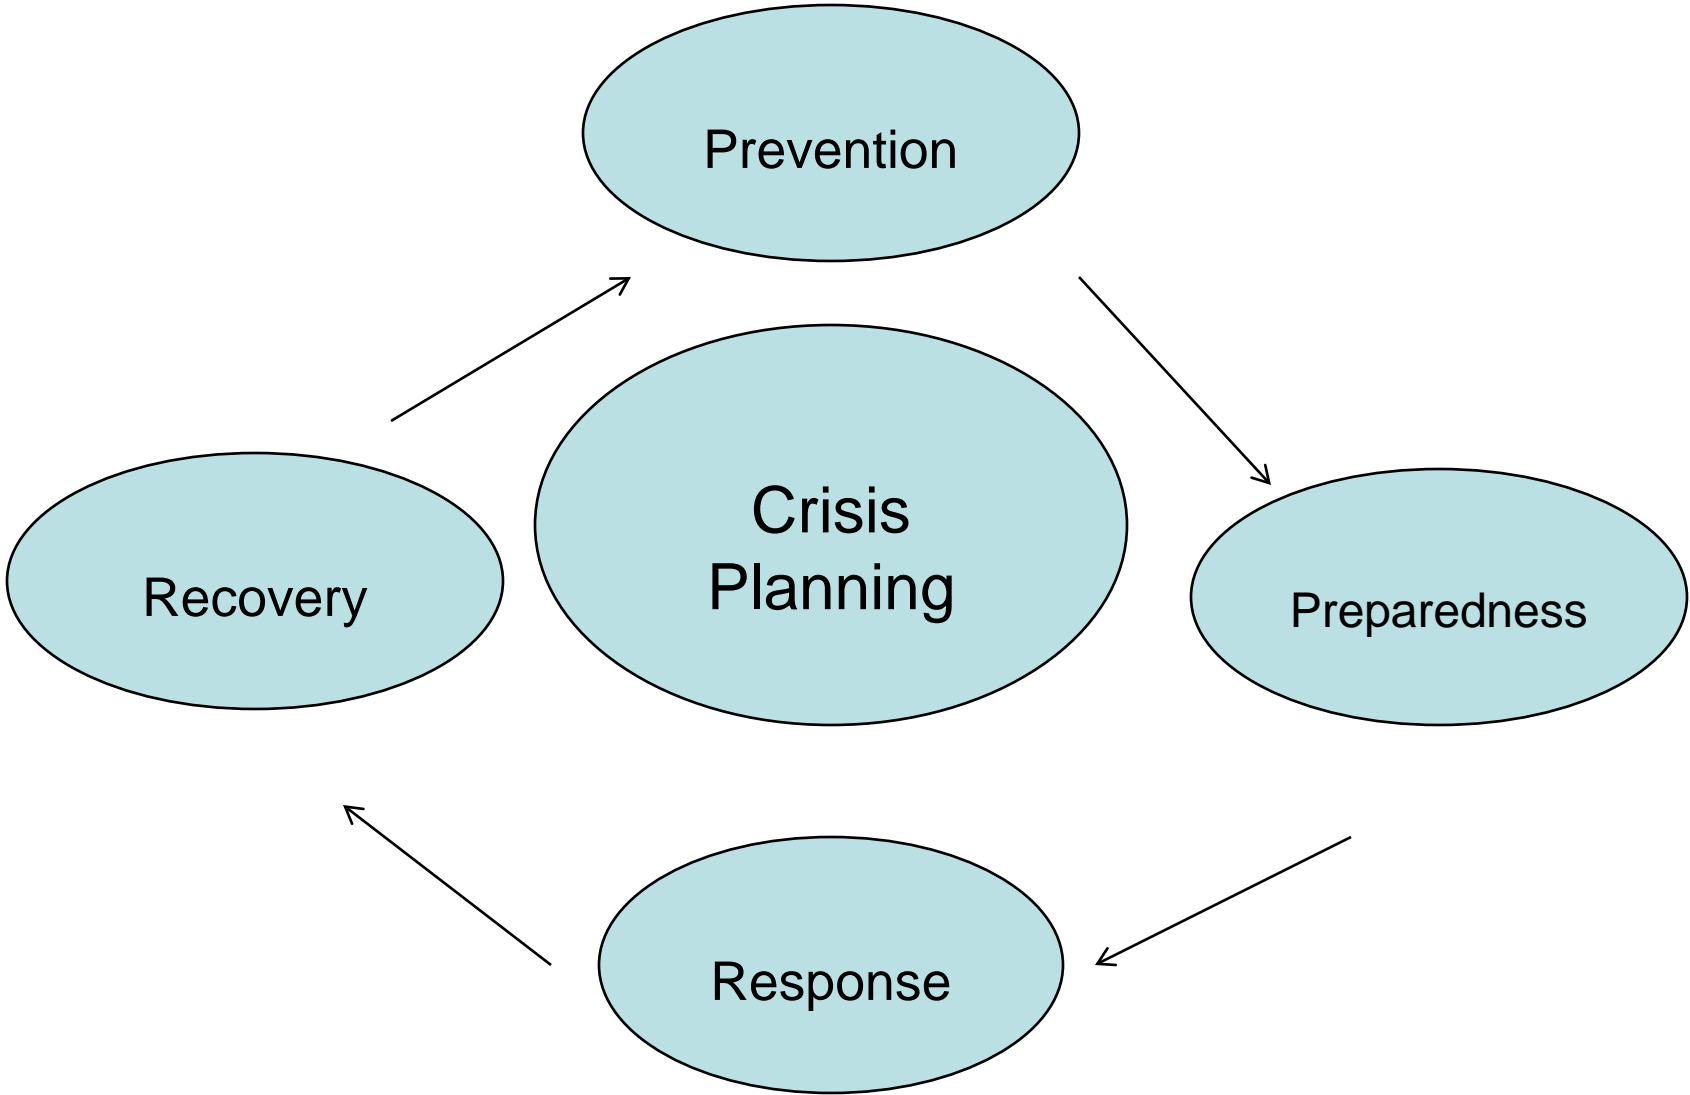 Prevention
Crisis
Planning
Recovery
Preparedness
Response